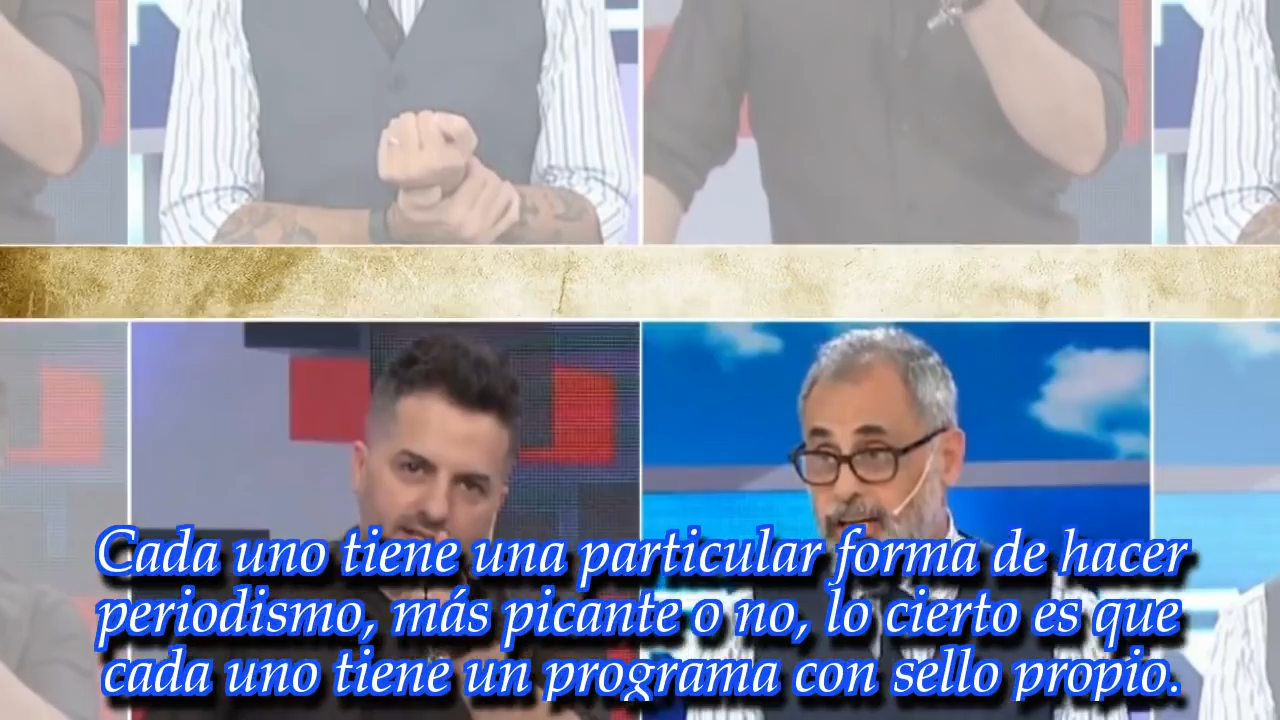 Cada uno tiene una particular forma de hacer
periodismo, más picante o no, lo cierto es que
cada uno tiene un programa con sello propio.